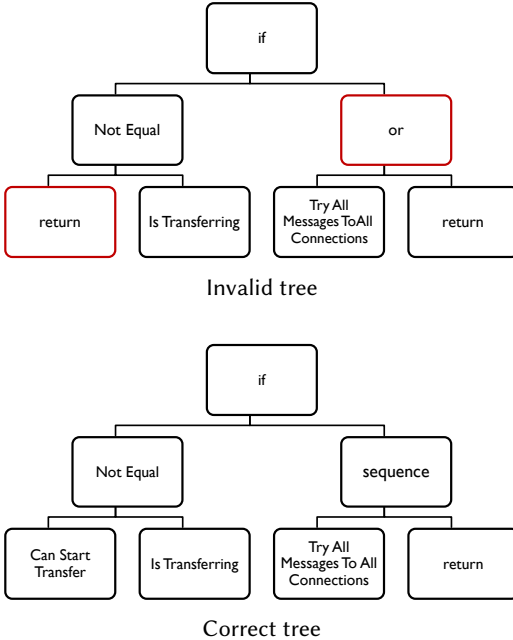 if
Not Equal
or
return
Is Transferring
Try All
Messages ToAll
Connections
return
Invalid tree
if
Not Equal
sequence
Can Start
Transfer
Is Transferring
Try All
Messages To All
Connections
return
Correct tree